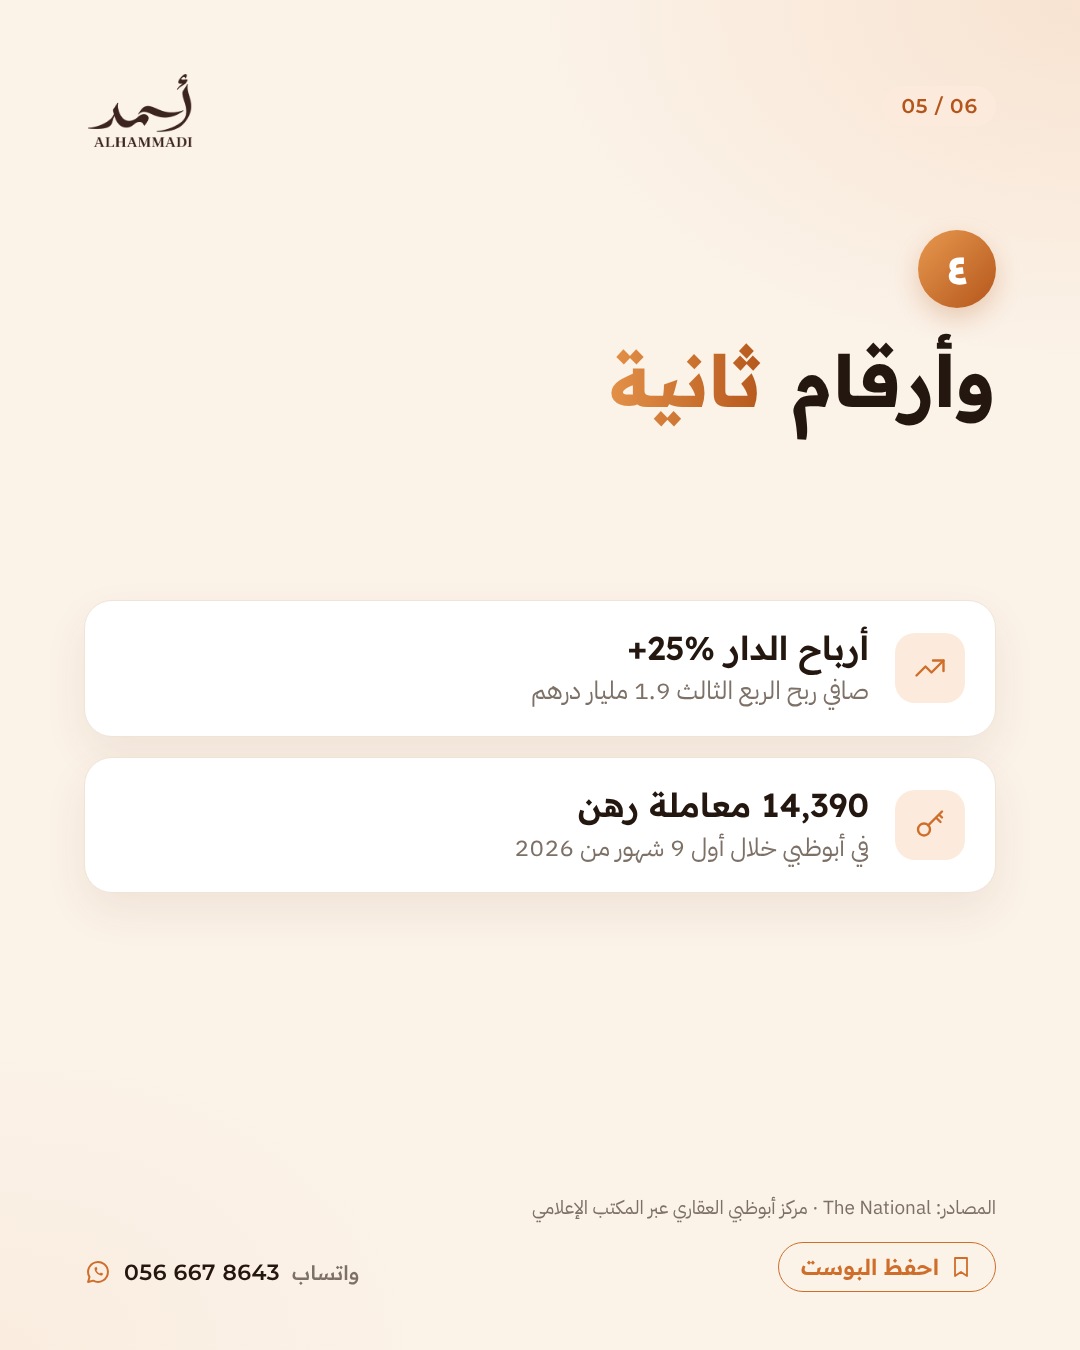 أحمد
ALHAMMADI
05 / 06
٤
وأرقام ثانية
أرباح الدار 25%+
صافي ربح الربع الثالث 1.9 مليار درهم
14,390 معاملة رهن
في أبوظبي خلال أول 9 شهور من 2026
المصادر: The National · مركز أبوظبي العقاري عبر المكتب الإعلامي
احفظ البوست
واتساب 056 667 8643